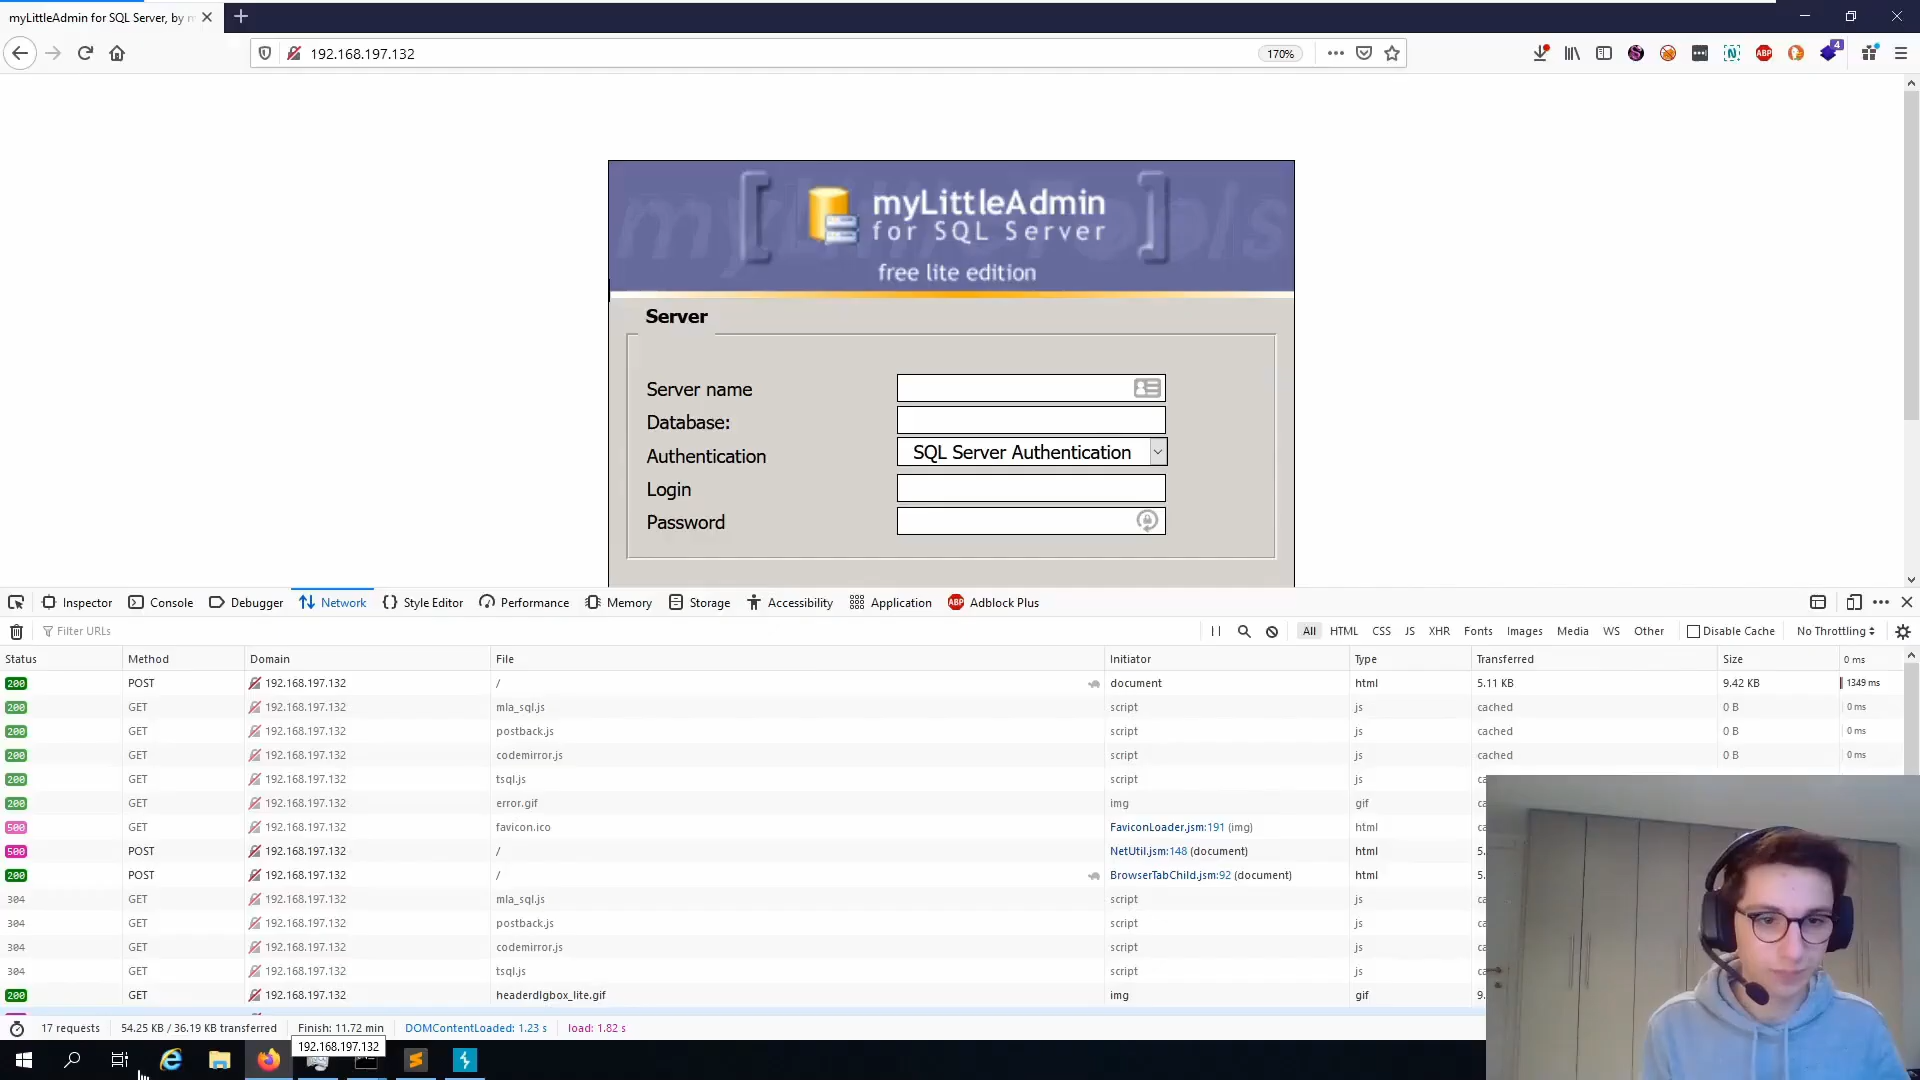 myLittleAdmin for SQL Server, by m
192.168.197.132
170%
ABP
4
myLittleAdmin
for SQL Server
free lite edition
Server
Server name
Database:
Authentication
SQL Server Authentication
Login
Password
Inspector
Console
Debugger
Network
Style Editor
Performance
Memory
Storage
Accessibility
Application
ABP Adblock Plus
Filter URLs
All HTML CSS JS XHR Fonts Images Media WS Other
Disable Cache
No Throttling
Status Method Domain File Initiator Type Transferred Size 0 ms
200 POST 192.168.197.132 / document html 5.11 KB 9.42 KB 1349 ms
200 GET 192.168.197.132 mla_sql.js script js cached 0 B 0 ms
200 GET 192.168.197.132 postback.js script js cached 0 B 0 ms
200 GET 192.168.197.132 codemirror.js script js cached 0 B 0 ms
200 GET 192.168.197.132 tsql.js script js ca
200 GET 192.168.197.132 error.gif img gif ca
500 GET 192.168.197.132 favicon.ico FaviconLoader.jsm:191 (img) html ca
500 POST 192.168.197.132 / NetUtil.jsm:148 (document) html 5.
200 POST 192.168.197.132 / BrowserTabChild.jsm:92 (document) html 5.
304 GET 192.168.197.132 mla_sql.js script js ca
304 GET 192.168.197.132 postback.js script js ca
304 GET 192.168.197.132 codemirror.js script js ca
304 GET 192.168.197.132 tsql.js script js ca
200 GET 192.168.197.132 headerdlgbox_lite.gif img gif 9.
17 requests 54.25 KB / 36.19 KB transferred Finish: 11.72 min DOMContentLoaded: 1.23 s load: 1.82 s
192.168.197.132